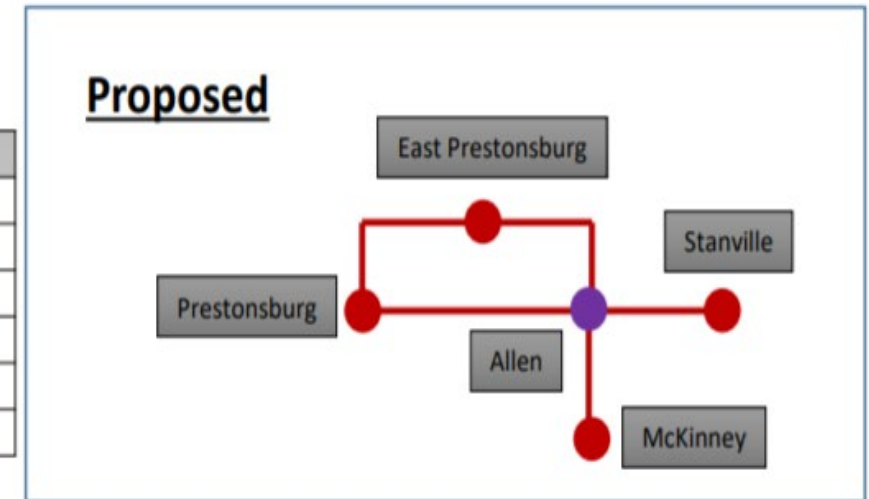 Proposed
East Prestonsburg
Stanville
Prestonsburg
Allen
McKinney